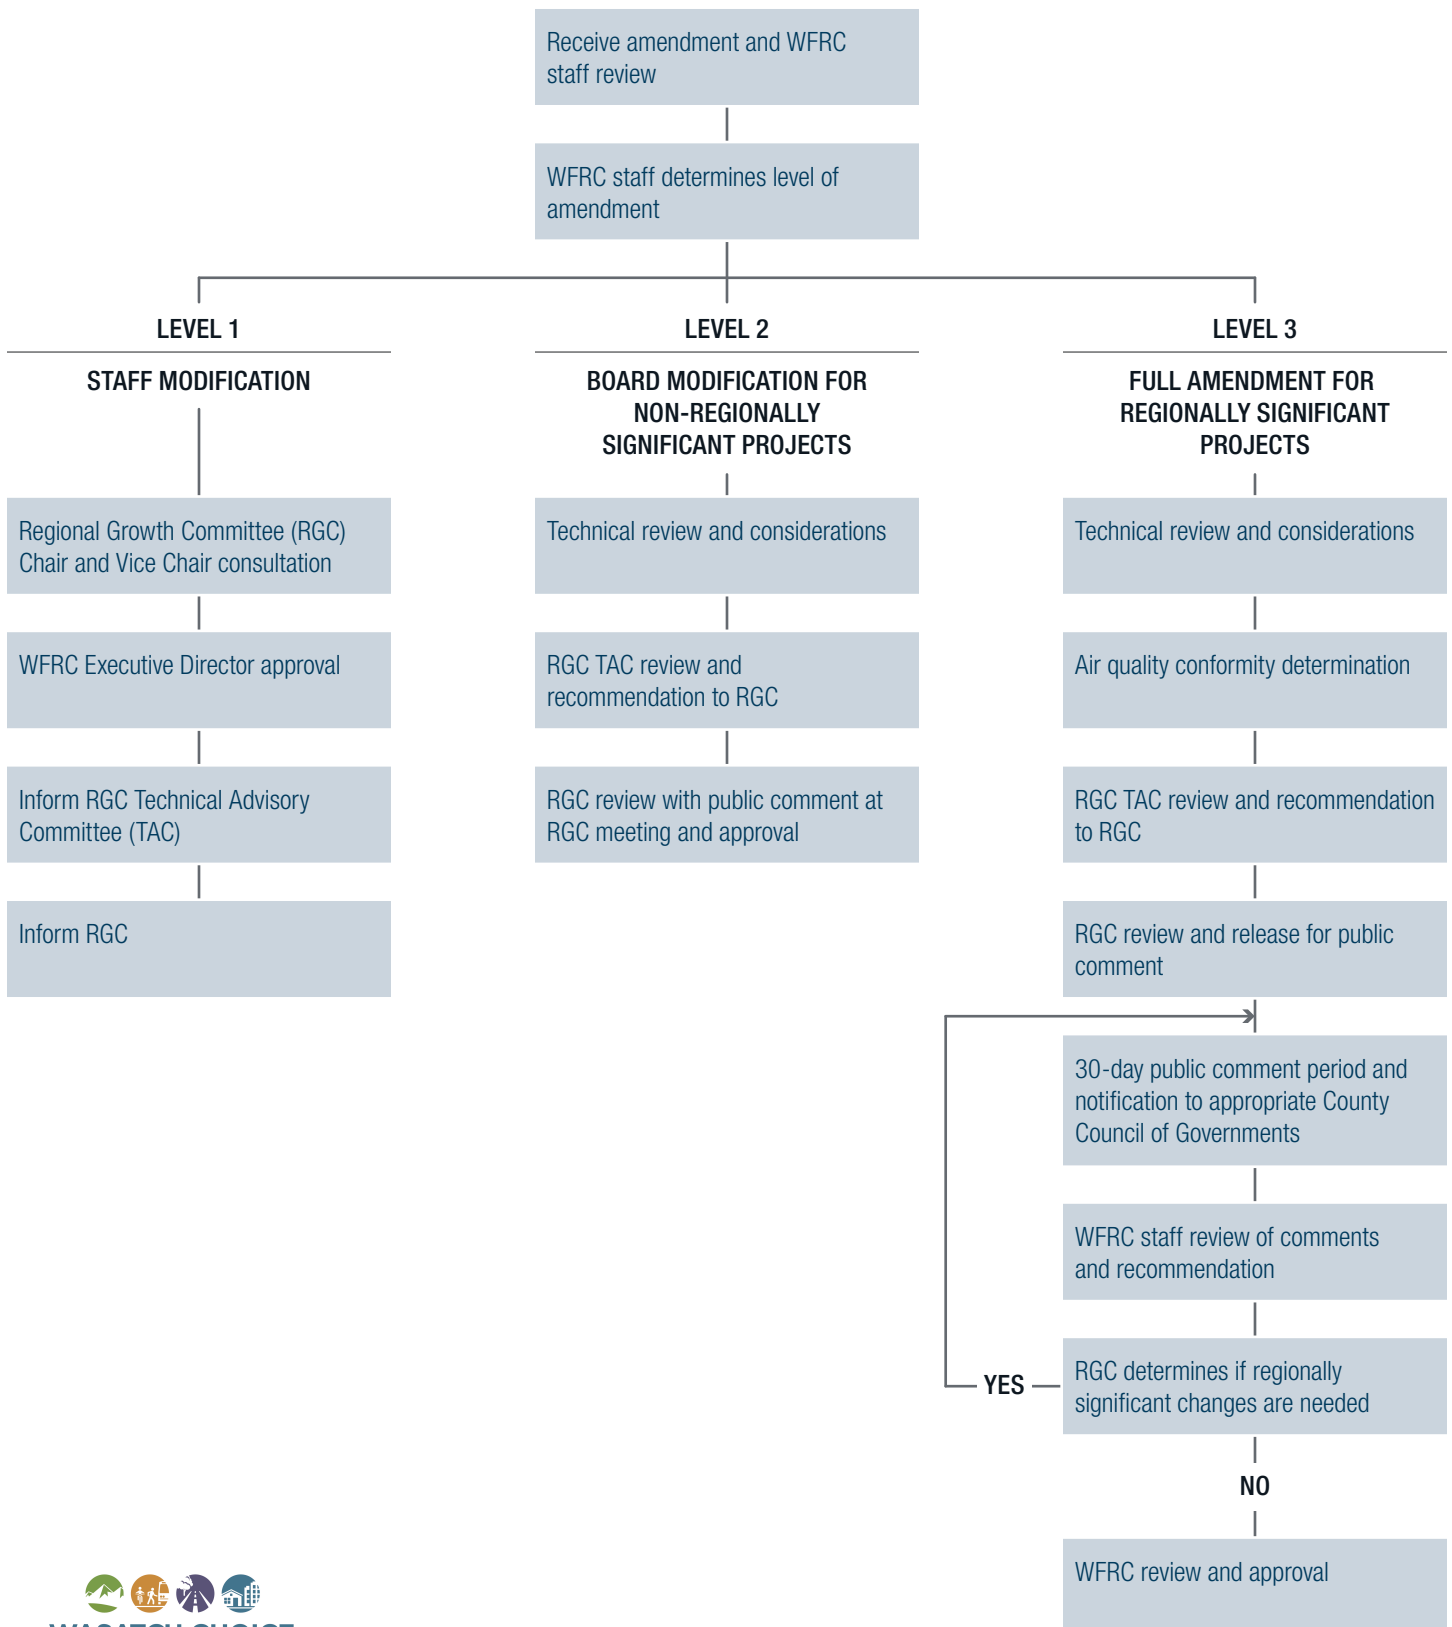 Receive amendment and WFRC
staff review
WFRC staff determines level of
amendment
LEVEL 1
STAFF MODIFICATION
Regional Growth Committee (RGC)
Chair and Vice Chair consultation
WFRC Executive Director approval
Inform RGC Technical Advisory
Committee (TAC)
Inform RGC
LEVEL 2
BOARD MODIFICATION FOR
NON-REGIONALLY
SIGNIFICANT PROJECTS
Technical review and considerations
RGC TAC review and
recommendation to RGC
RGC review with public comment at
RGC meeting and approval
LEVEL 3
FULL AMENDMENT FOR
REGIONALLY SIGNIFICANT
PROJECTS
Technical review and considerations
Air quality conformity determination
RGC TAC review and recommendation
to RGC
RGC review and release for public
comment
30-day public comment period and
notification to appropriate County
Council of Governments
WFRC staff review of comments
and recommendation
RGC determines if regionally
significant changes are needed
YES
NO
WFRC review and approval
WASATCH CHOICE